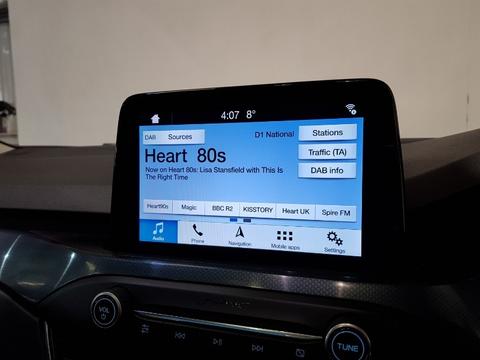 4:07 8°
DAB Sources
D1 National
Stations
Heart 80s
Traffic (TA)
Now on Heart 80s: Lisa Stansfield with This Is
The Right Time
DAB info
Heart90s Magic BBC R2 KISSTORY Heart UK Spire FM
Audio Phone Navigation Mobile apps Settings
VOL
TUNE